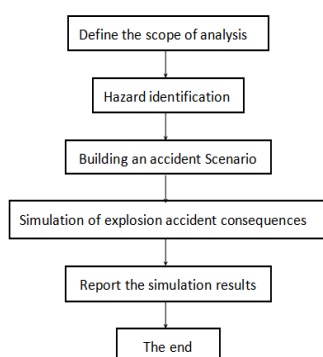 Define the scope of analysis
Hazard identification
Building an accident Scenario
Simulation of explosion accident consequences
Report the simulation results
The end